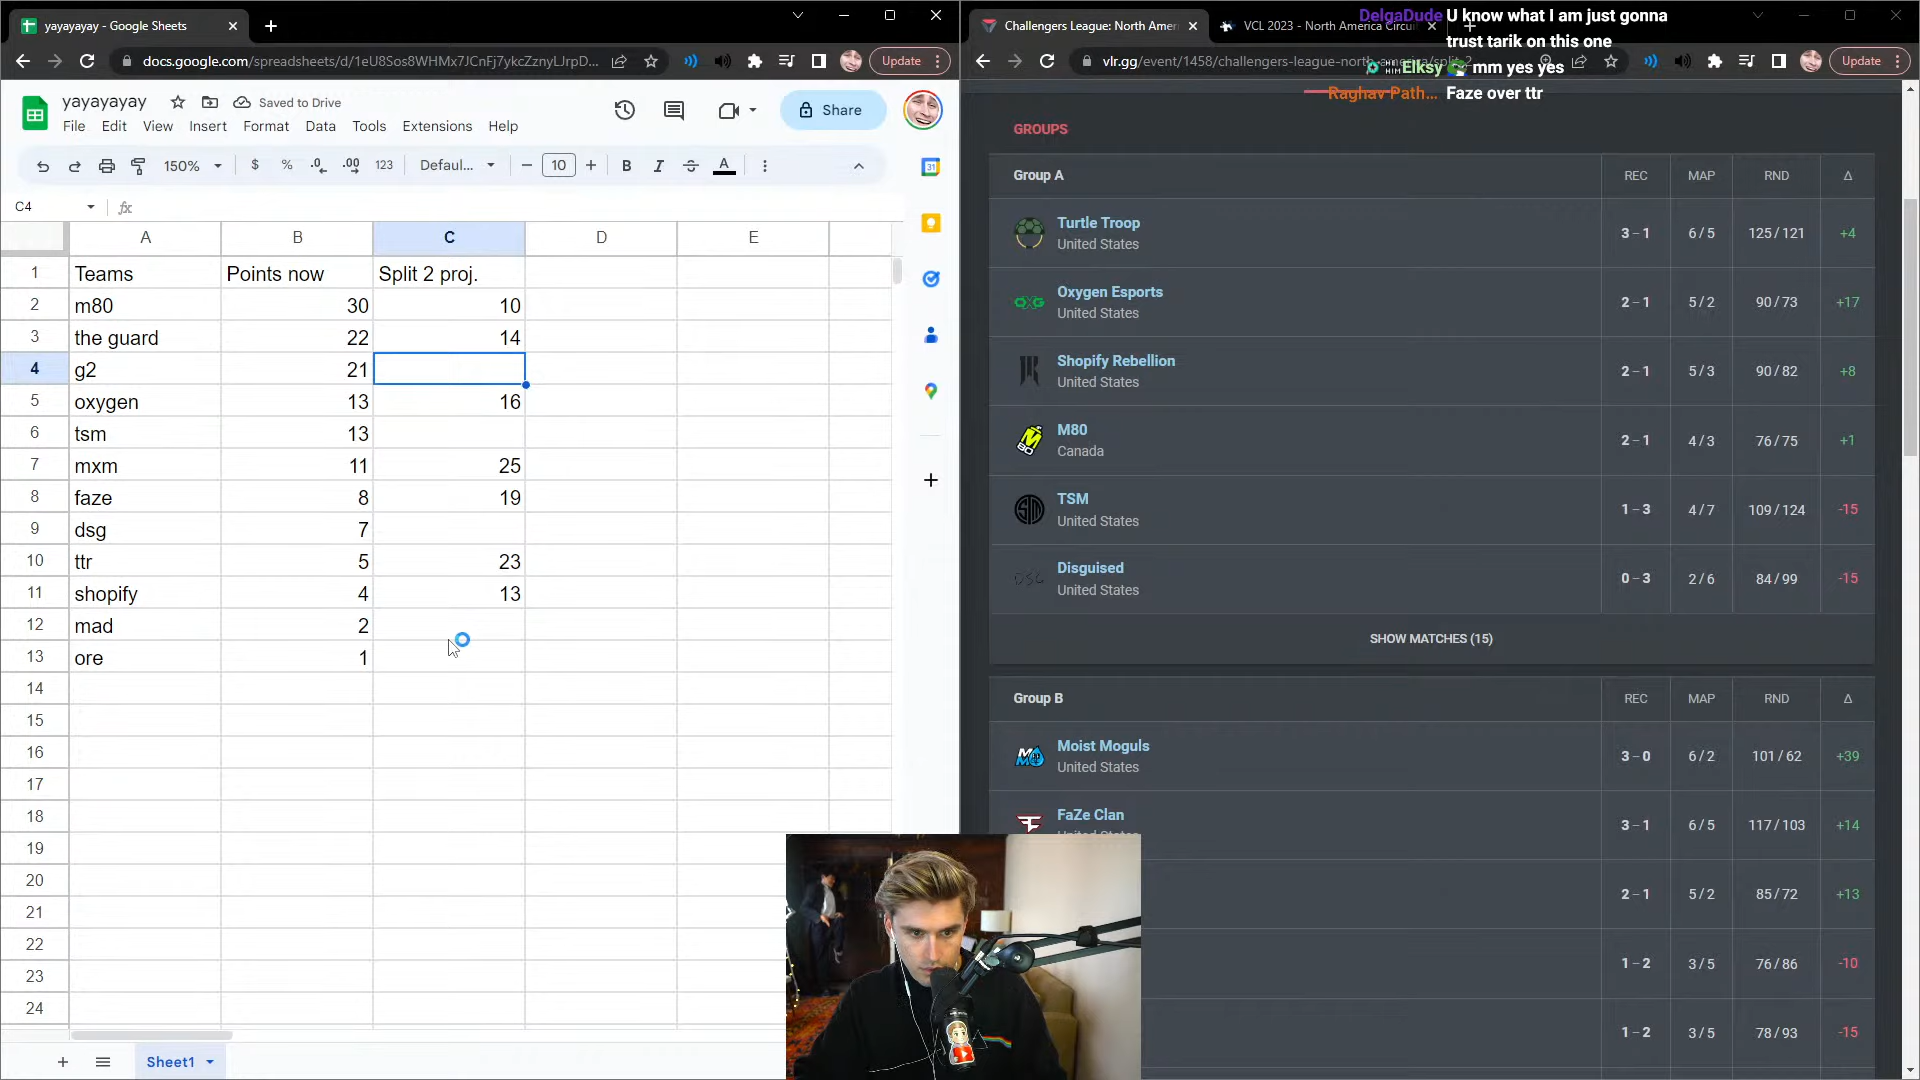 yayayayay - Google Sheets
docs.google.com/spreadsheets/d/1eU8Sos8WHMx7JCnFj7ykcZznyLJrpD...
Update
yayayayay
Saved to Drive
File Edit View Insert Format Data Tools Extensions Help
Share
150% $ % .0 .00 123 Defaul... 10 B I S A
C4 fx
A B C D E
1 Teams Points now Split 2 proj.
2 m80 30 10
3 the guard 22 14
4 g2 21
5 oxygen 13 16
6 tsm 13
7 mxm 11 25
8 faze 8 19
9 dsg 7
10 ttr 5 23
11 shopify 4 13
12 mad 2
13 ore 1
14
15
16
17
18
19
20
21
22
23
24
Sheet1
Challengers League: North Amer
VCL 2023 - North America Circui
vlr.gg/event/1458/challengers-league-north-america/split-2
Update
DelgaDude U know what I am just gonna
trust tarik on this one
Elksy mm yes yes
Raghav Path... Faze over ttr
GROUPS
Group A REC MAP RND Δ
Turtle Troop
United States
3 – 1 6 / 5 125 / 121 +4
Oxygen Esports
United States
2 – 1 5 / 2 90 / 73 +17
Shopify Rebellion
United States
2 – 1 5 / 3 90 / 82 +8
M80
Canada
2 – 1 4 / 3 76 / 75 +1
TSM
United States
1 – 3 4 / 7 109 / 124 -15
Disguised
United States
0 – 3 2 / 6 84 / 99 -15
SHOW MATCHES (15)
Group B REC MAP RND Δ
Moist Moguls
United States
3 – 0 6 / 2 101 / 62 +39
FaZe Clan
3 – 1 6 / 5 117 / 103 +14
2 – 1 5 / 2 85 / 72 +13
1 – 2 3 / 5 76 / 86 -10
1 – 2 3 / 5 78 / 93 -15